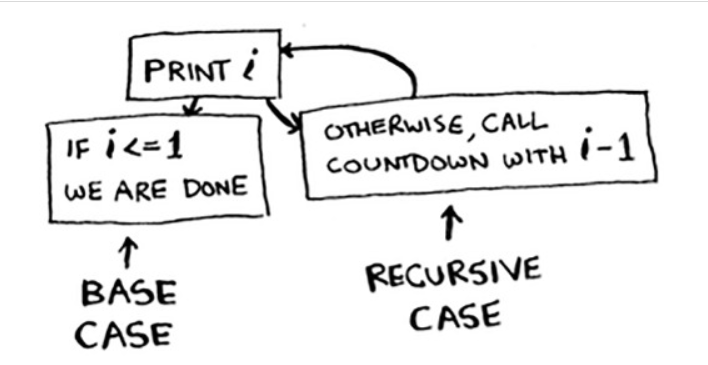 PRINT i
IF i<=1
WE ARE DONE
OTHERWISE, CALL
COUNTDOWN WITH i-1
BASE
CASE
RECURSIVE
CASE